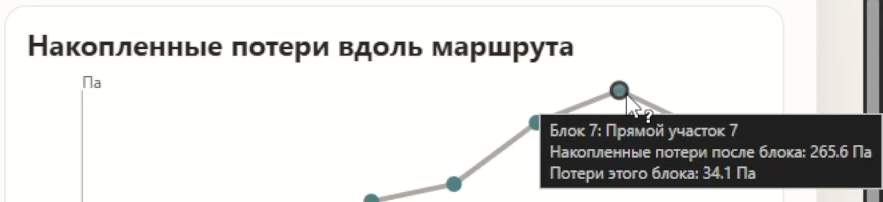 Накопленные потери вдоль маршрута
Па
?
Блок 7: Прямой участок 7
Накопленные потери после блока: 265.6 Па
Потери этого блока: 34.1 Па